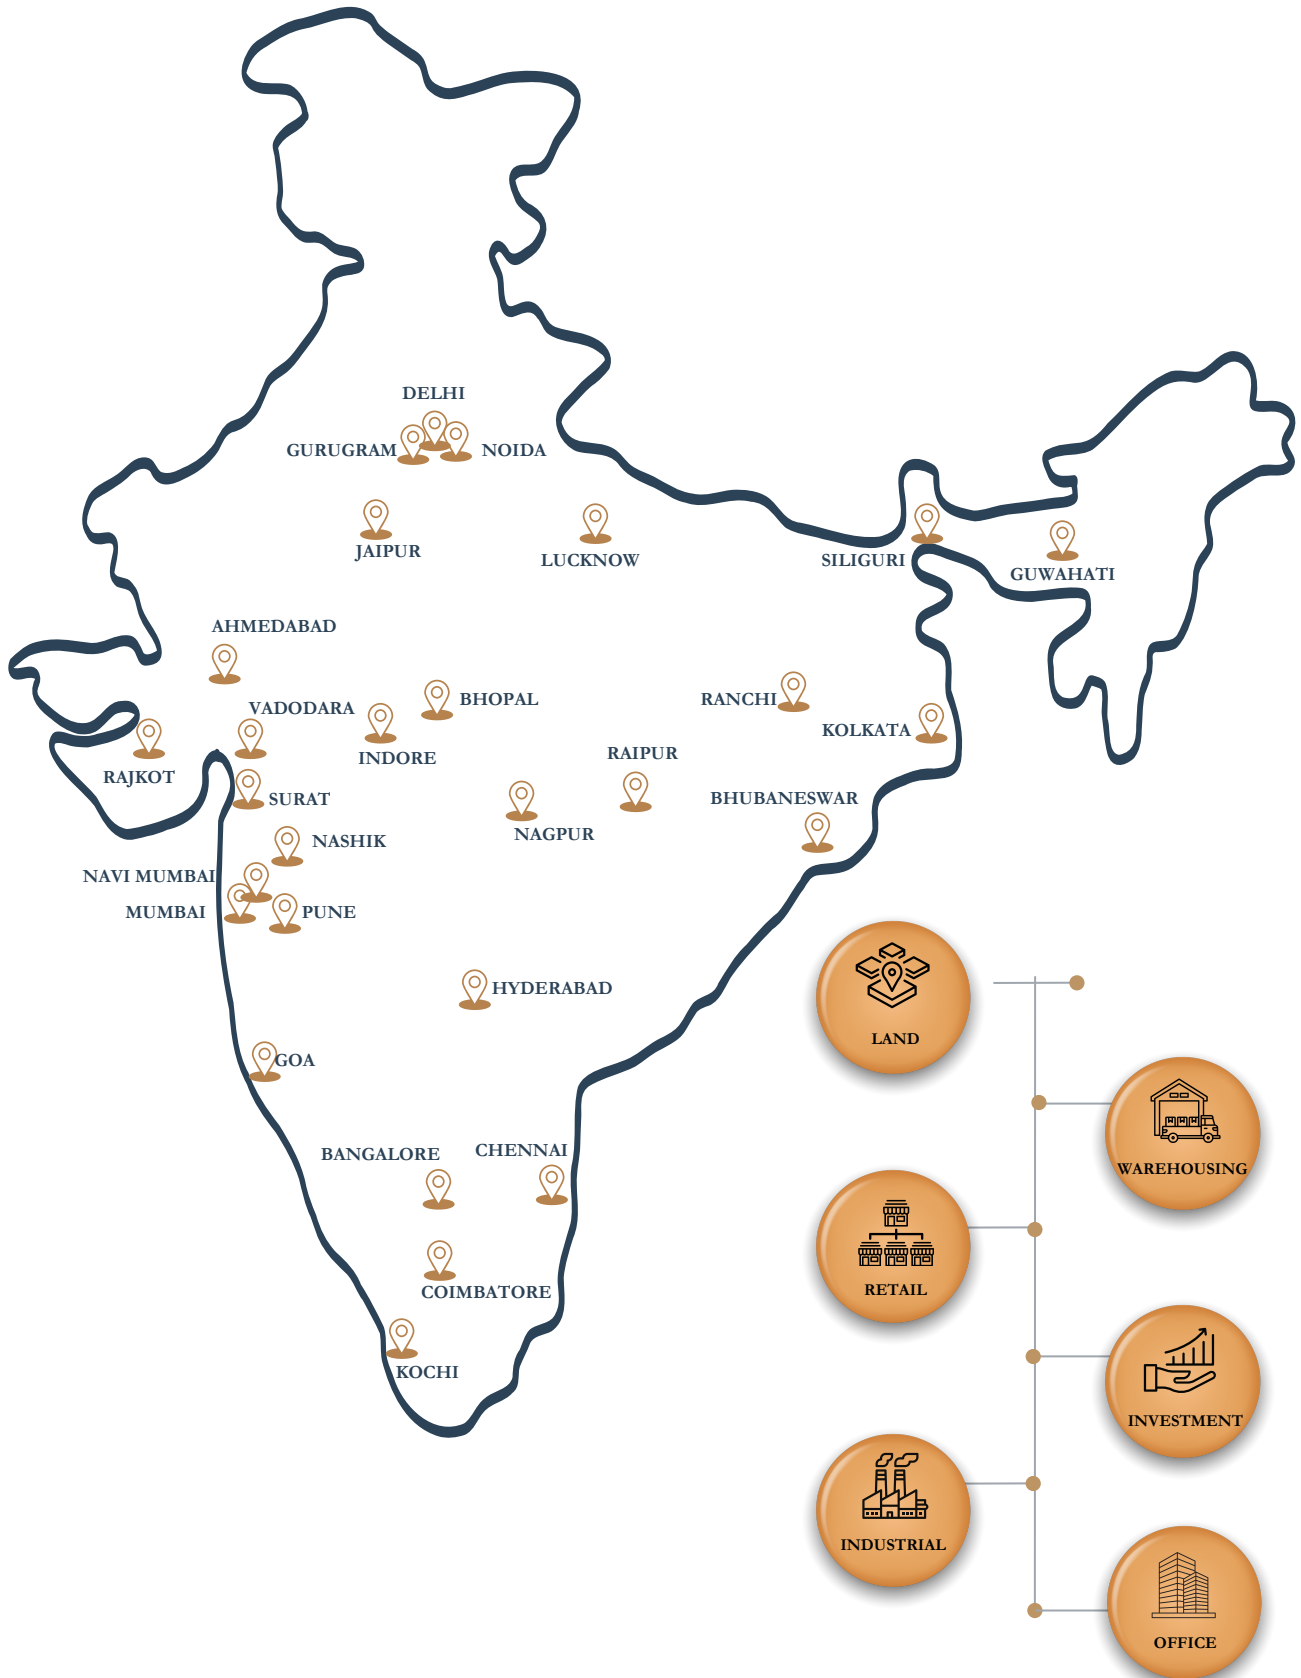 DELHI
GURUGRAM
NOIDA
JAIPUR
LUCKNOW
SILIGURI
GUWAHATI
AHMEDABAD
VADODARA
BHOPAL
RANCHI
KOLKATA
INDORE
RAIPUR
RAJKOT
SURAT
BHUBANESWAR
NAGPUR
NASHIK
NAVI MUMBAI
MUMBAI
PUNE
HYDERABAD
GOA
BANGALORE
CHENNAI
COIMBATORE
KOCHI
LAND
WAREHOUSING
RETAIL
INVESTMENT
INDUSTRIAL
OFFICE